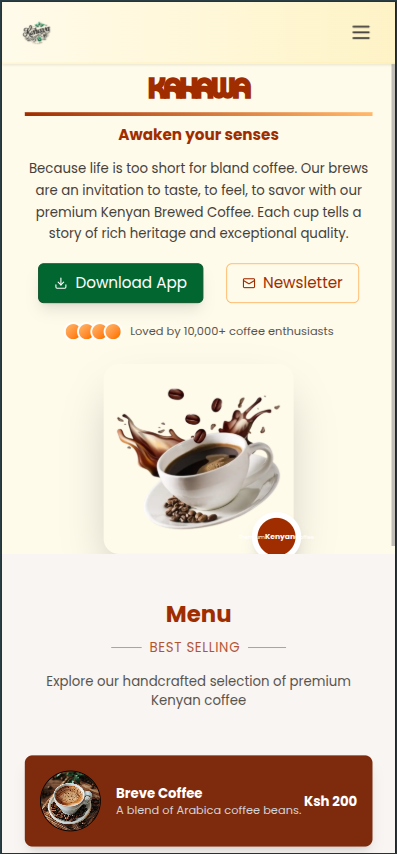 Kahawa
KAHAWA
Awaken your senses
Because life is too short for bland coffee. Our brews
are an invitation to taste, to feel, to savor with our
premium Kenyan Brewed Coffee. Each cup tells a
story of rich heritage and exceptional quality.
Download App
Newsletter
Loved by 10,000+ coffee enthusiasts
Kenyan
Menu
BEST SELLING
Explore our handcrafted selection of premium
Kenyan coffee
Breve Coffee
A blend of Arabica coffee beans.
Ksh 200